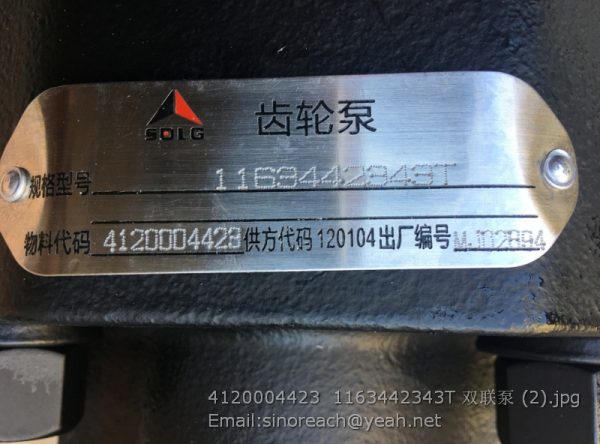 SDLG
齿轮泵
规格型号 1163442343T
物料代码 4120004423 供方代码 120104 出厂编号 MJ02894
4120004423 1163442343T 双联泵 (2).jpg
Email:sinoreach@yeah.net